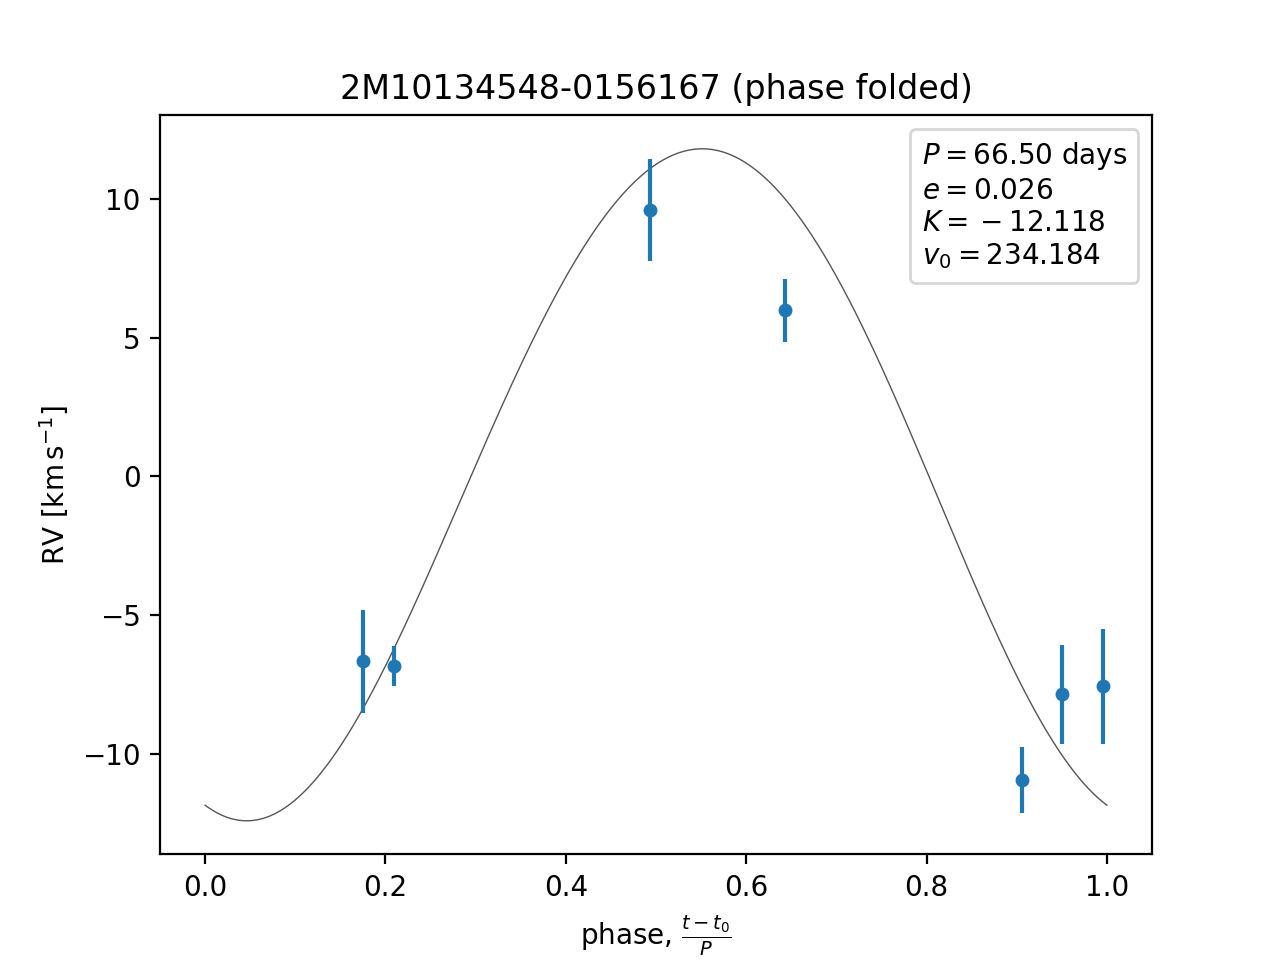 2M10134548-0156167 (phase folded)
P = 66.50 days
e = 0.026
K = −12.118
v₀ = 234.184
10
5
0
−5
−10
RV [km s⁻¹]
0.0 0.2 0.4 0.6 0.8 1.0
phase, (t − t₀)/P